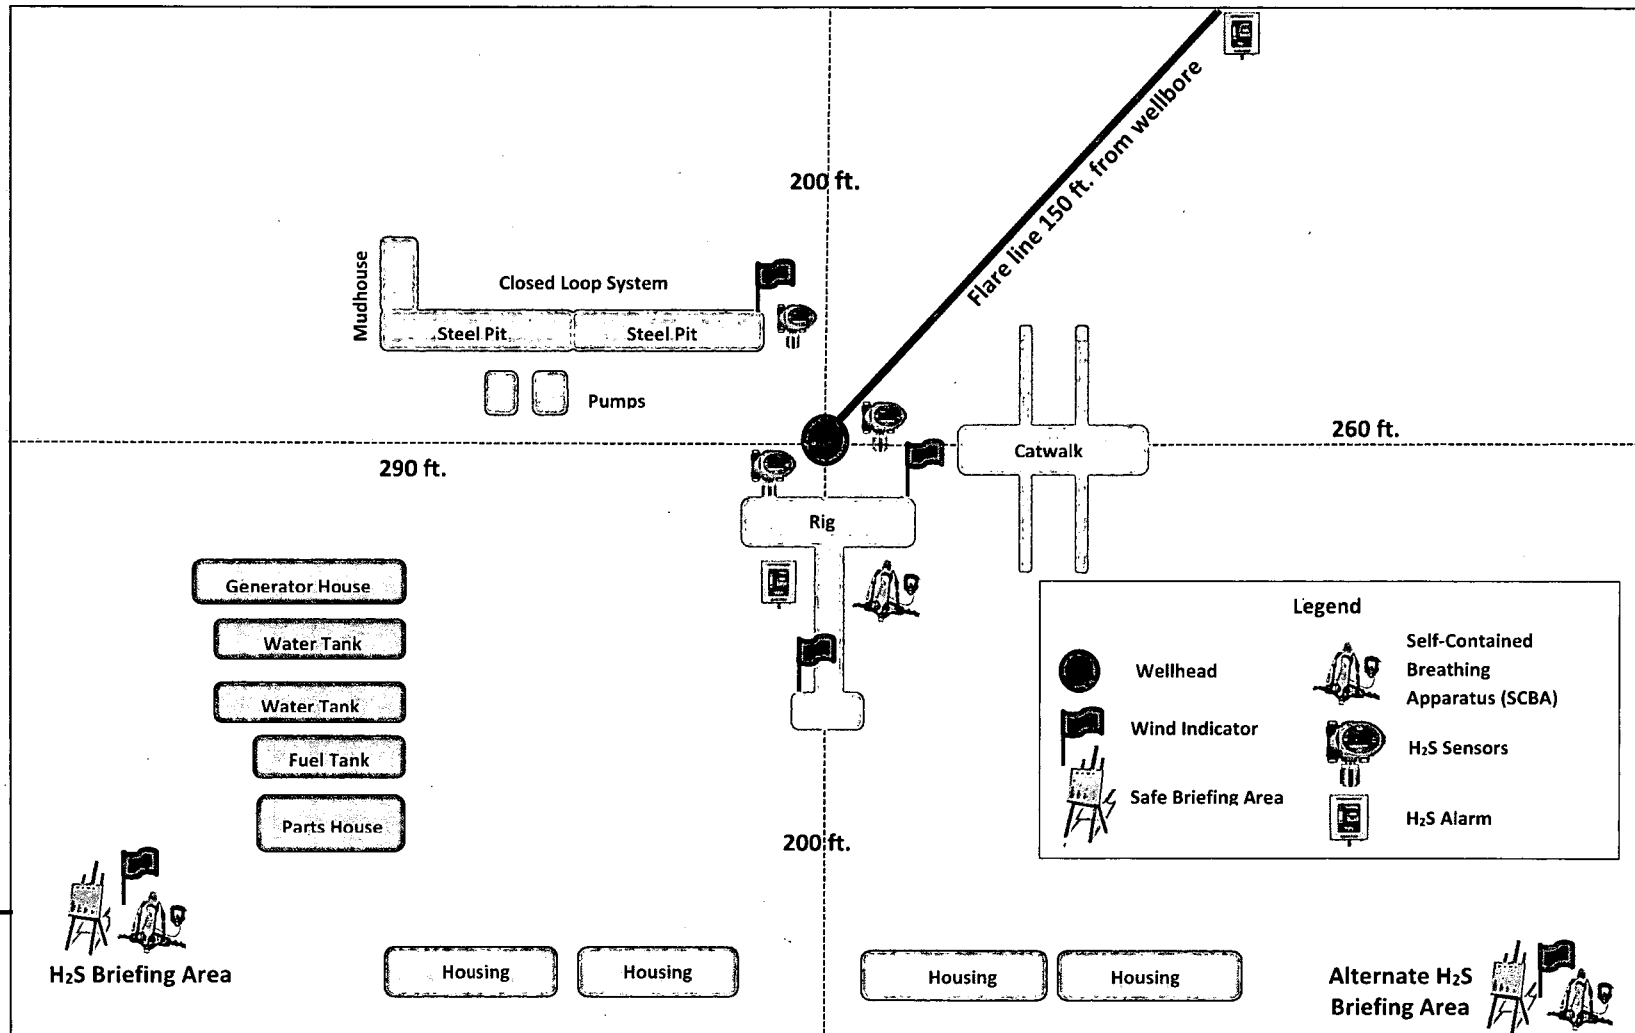 200 ft.
Flare line 150 ft. from wellbore
Mudhouse
Closed Loop System
Steel Pit
Steel Pit
Pumps
290 ft.
260 ft.
Catwalk
Rig
Generator House
Water Tank
Water Tank
Fuel Tank
Parts House
200 ft.
Legend
Wellhead
Wind Indicator
Safe Briefing Area
Self-Contained
Breathing
Apparatus (SCBA)
H₂S Sensors
H₂S Alarm
H₂S Briefing Area
Housing
Housing
Housing
Housing
Alternate H₂S
Briefing Area